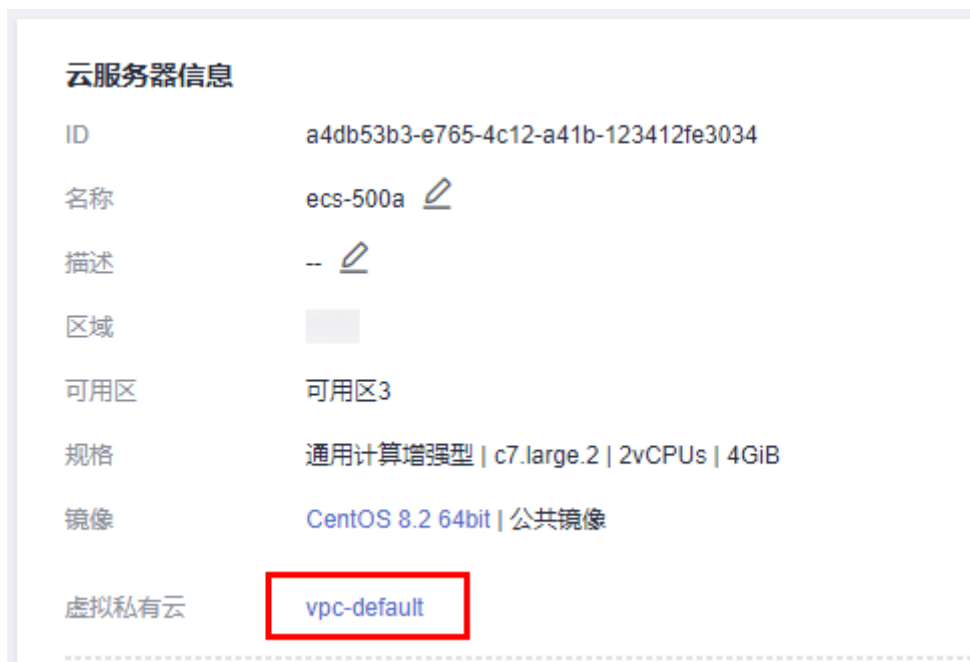 云服务器信息
ID a4db53b3-e765-4c12-a41b-123412fe3034
名称 ecs-500a
描述 --
区域
可用区 可用区3
规格 通用计算增强型 | c7.large.2 | 2vCPUs | 4GiB
镜像 CentOS 8.2 64bit | 公共镜像
虚拟私有云 vpc-default